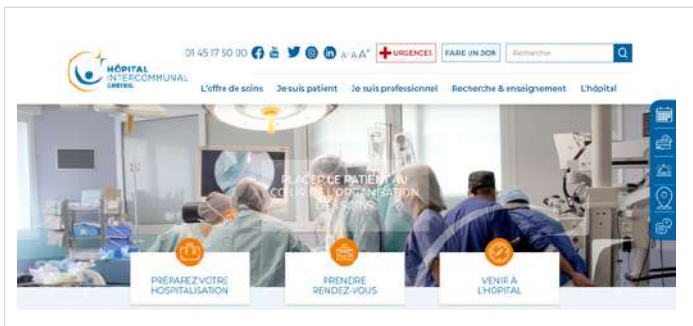 01 45 17 50 00
A- A A+
URGENCES
FAIRE UN DON
Rechercher
HÔPITAL
INTERCOMMUNAL
CRÉTEIL
L'offre de soins
Je suis patient
Je suis professionnel
Recherche & enseignement
L'hôpital
PLACER LE PATIENT AU
CŒUR DE L'ORGANISATION
DES SOINS
PRÉPAREZ VOTRE
HOSPITALISATION
PRENDRE
RENDEZ-VOUS
VENIR À
L'HÔPITAL